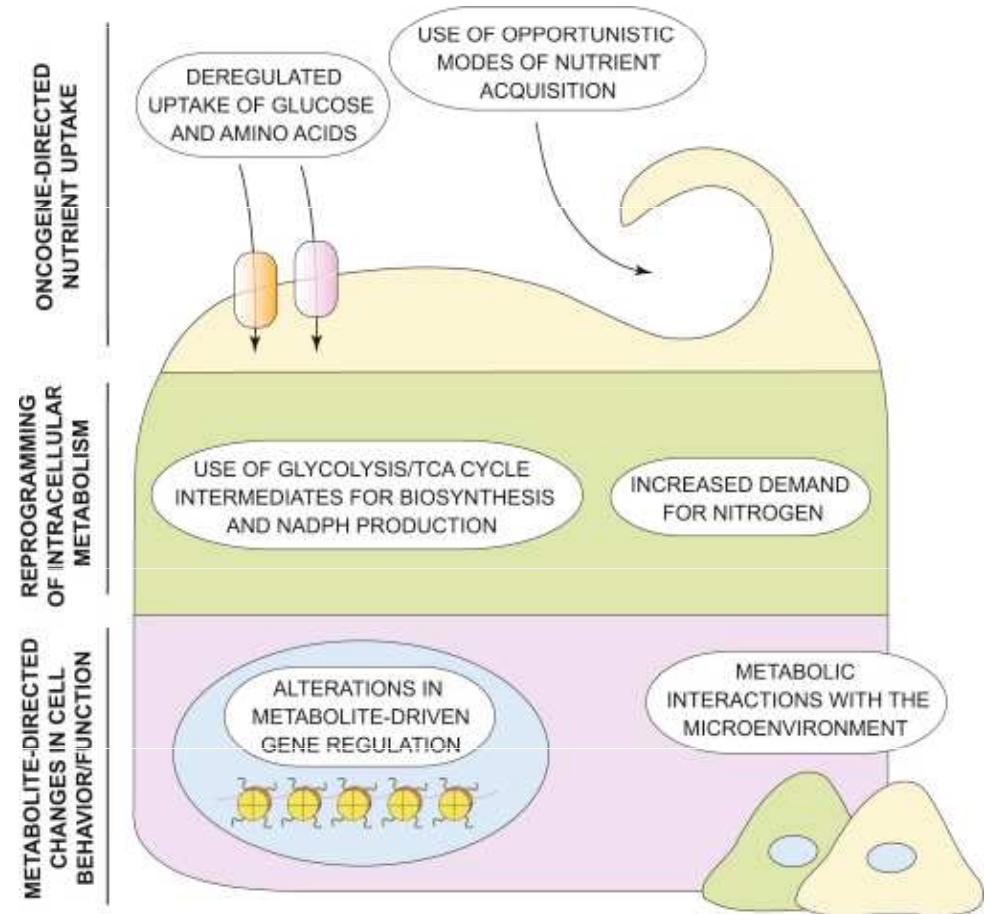 ONCOGENE-DIRECTED
NUTRIENT UPTAKE
DEREGULATED
UPTAKE OF GLUCOSE
AND AMINO ACIDS
USE OF OPPORTUNISTIC
MODES OF NUTRIENT
ACQUISITION
REPROGRAMMING
OF INTRACELLULAR
METABOLISM
USE OF GLYCOLYSIS/TCA CYCLE
INTERMEDIATES FOR BIOSYNTHESIS
AND NADPH PRODUCTION
INCREASED DEMAND
FOR NITROGEN
METABOLITE-DIRECTED
CHANGES IN CELL
BEHAVIOR/FUNCTION
ALTERATIONS IN
METABOLITE-DRIVEN
GENE REGULATION
METABOLIC
INTERACTIONS WITH THE
MICROENVIRONMENT